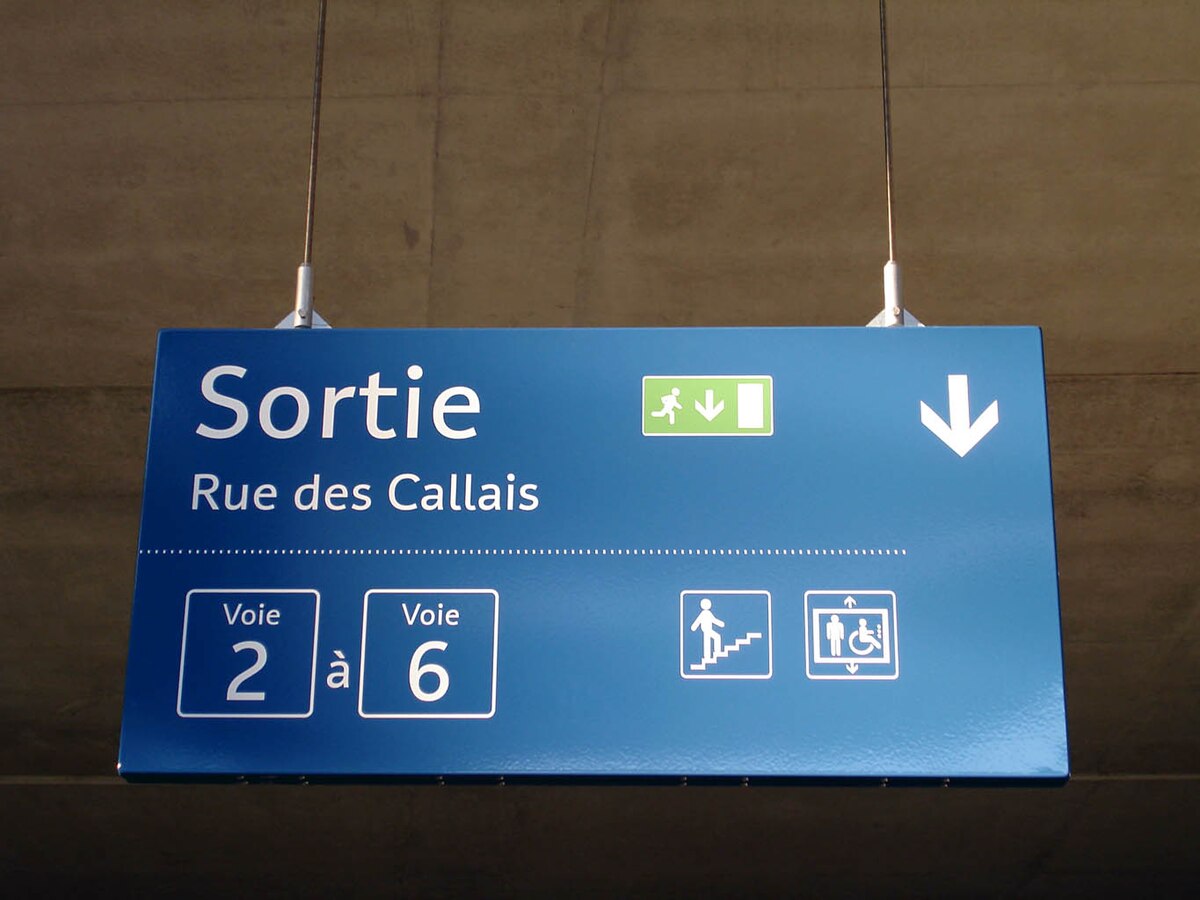 Sortie
Rue des Callais
Voie Voie
2 à 6